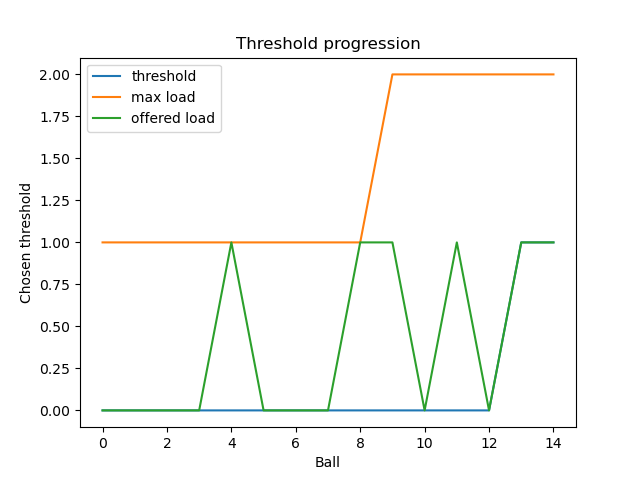 Threshold progression
threshold
max load
offered load
Chosen threshold
2.00
1.75
1.50
1.25
1.00
0.75
0.50
0.25
0.00
0 2 4 6 8 10 12 14
Ball